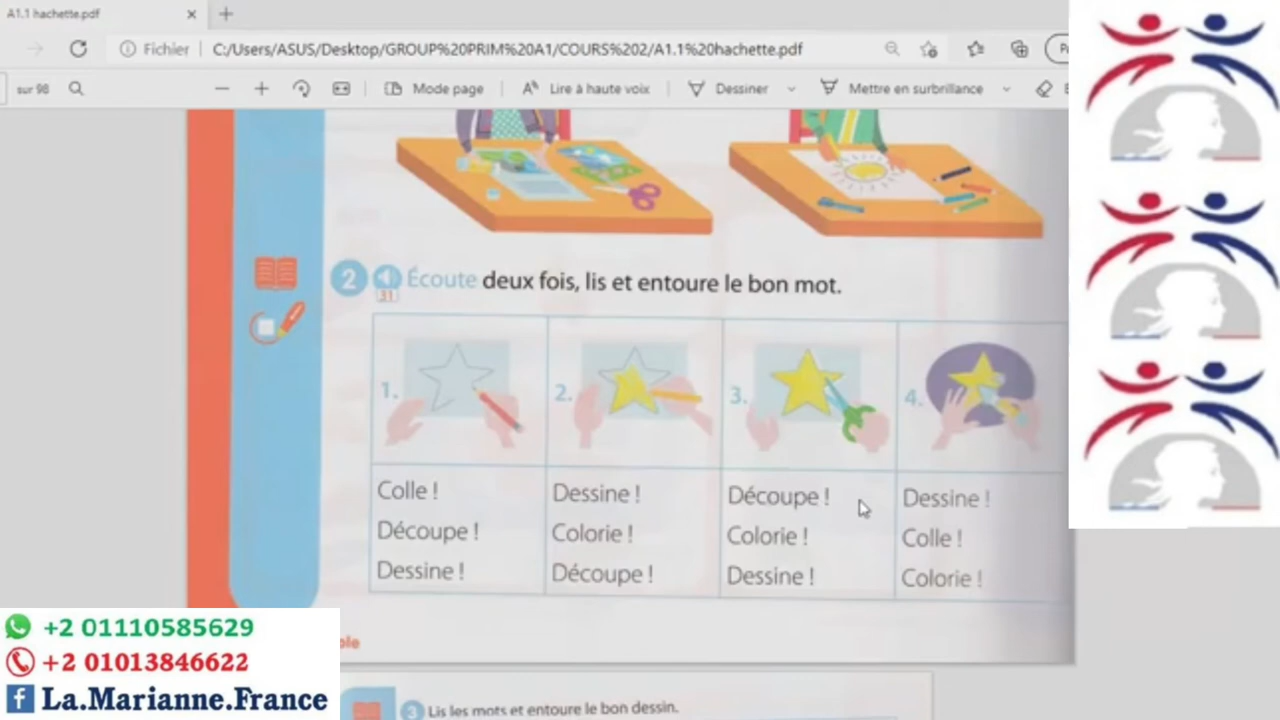 A1.1 hachette.pdf
Fichier C:/Users/ASUS/Desktop/GROUP%20PRIM%20A1/COURS%202/A1.1%20hachette.pdf
sur 98 Mode page Lire à haute voix Dessiner Mettre en surbrillance
2 31 Écoute deux fois, lis et entoure le bon mot.
1. 2. 3. 4.
Colle ! Dessine ! Découpe ! Dessine !
Découpe ! Colorie ! Colorie ! Colle !
Dessine ! Découpe ! Dessine ! Colorie !
+2 01110585629
+2 01013846622
La.Marianne.France
3 Lis les mots et entoure le bon dessin.